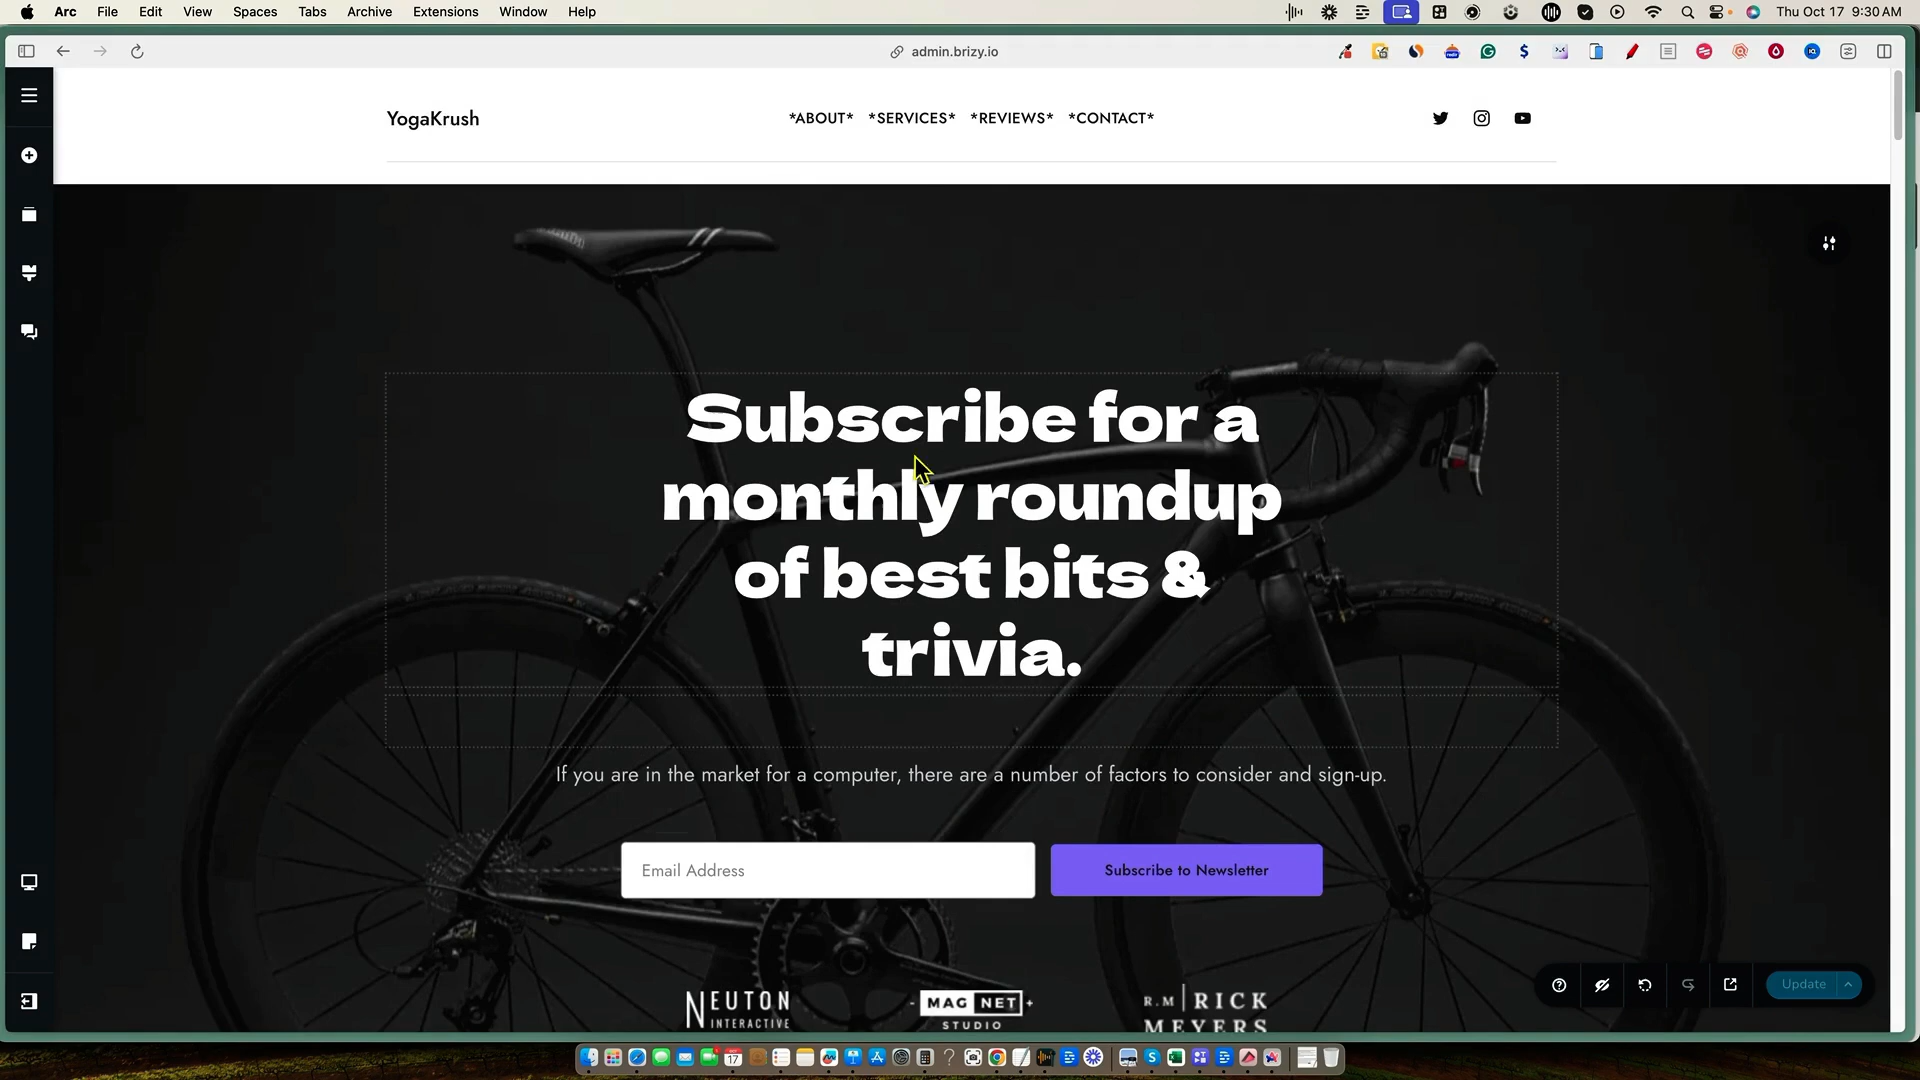 Arc File Edit View Spaces Tabs Archive Extensions Window Help Thu Oct 17 9:30 AM
admin.brizy.io
YogaKrush *ABOUT* *SERVICES* *REVIEWS* *CONTACT*
Subscribe for a
monthly roundup
of best bits &
trivia.
If you are in the market for a computer, there are a number of factors to consider and sign-up.
Email Address Subscribe to Newsletter
NEUTON
INTERACTIVE
- MAG NET +
STUDIO
R.M RICK
MEYERS
Update
17